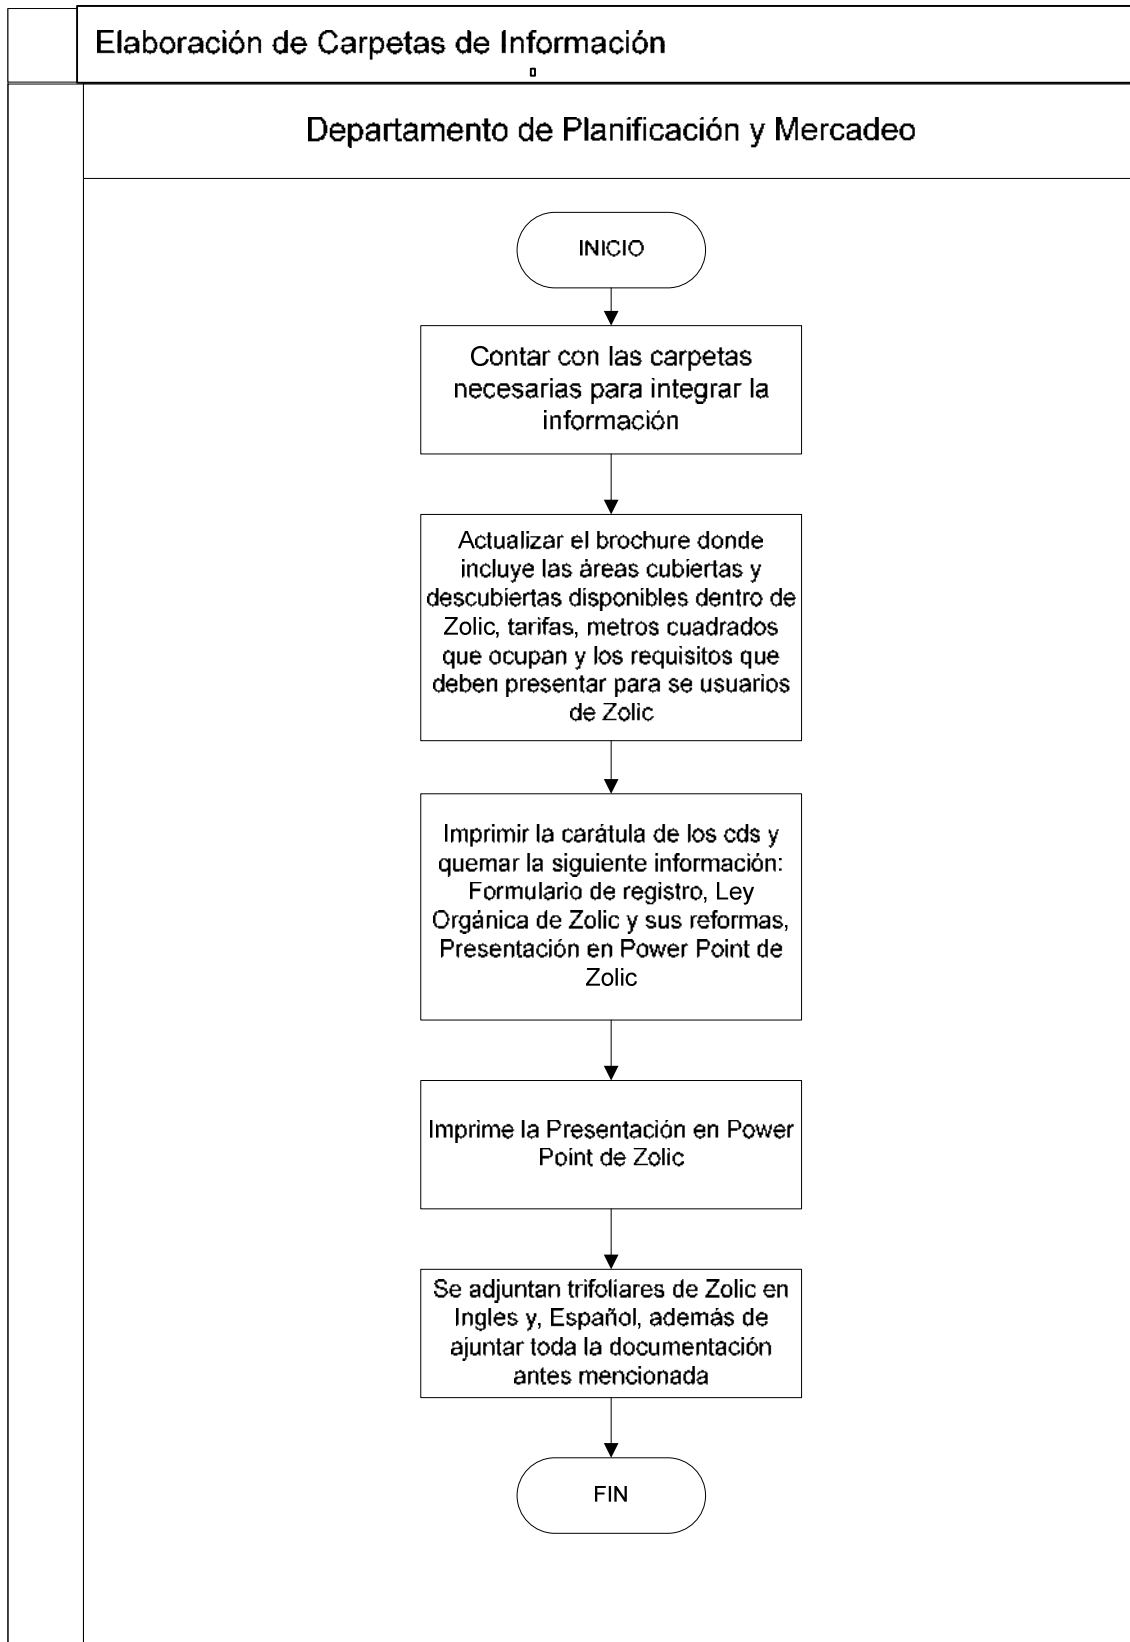 Elaboración de Carpetas de Información
Departamento de Planificación y Mercadeo
INICIO
Contar con las carpetas
necesarias para integrar la
información
Actualizar el brochure donde
incluye las áreas cubiertas y
descubiertas disponibles dentro de
Zolic, tarifas, metros cuadrados
que ocupan y los requisitos que
deben presentar para se usuarios
de Zolic
Imprimir la carátula de los cds y
quemar la siguiente información:
Formulario de registro, Ley
Orgánica de Zolic y sus reformas,
Presentación en Power Point de
Zolic
Imprime la Presentación en Power
Point de Zolic
Se adjuntan trifoliares de Zolic en
Ingles y, Español, además de
ajuntar toda la documentación
antes mencionada
FIN